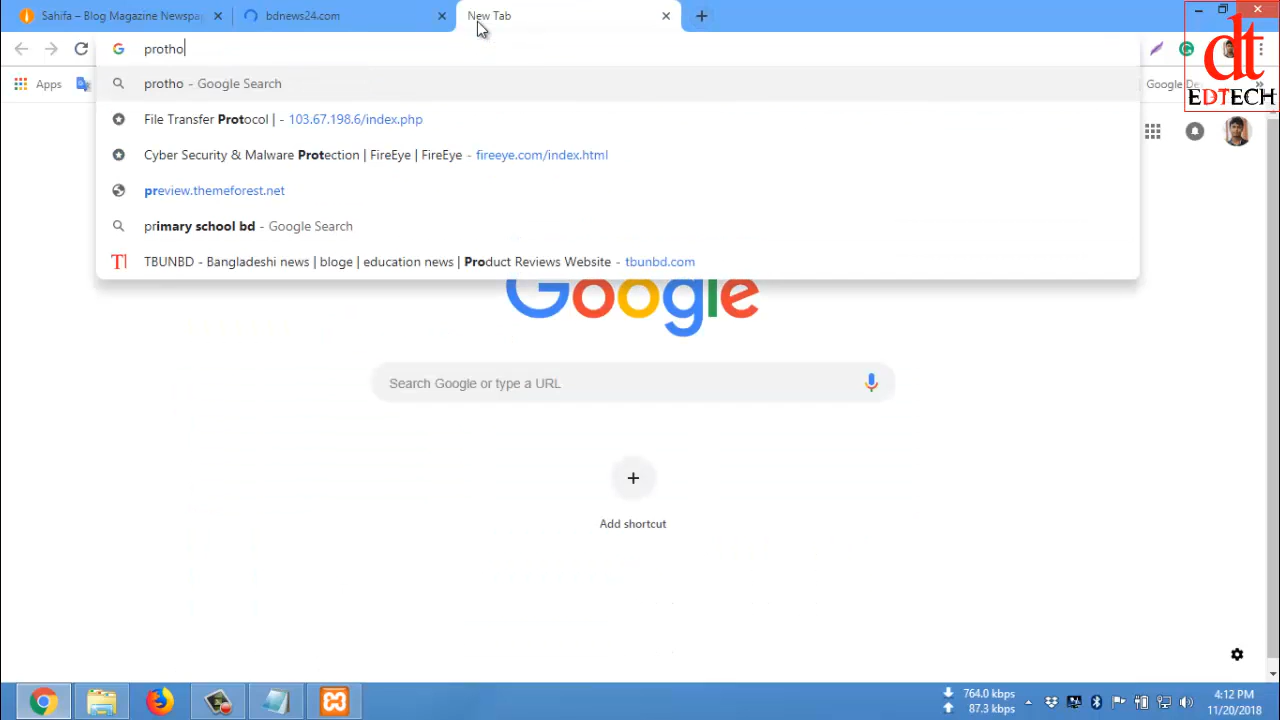 Sahifa – Blog Magazine Newspap
bdnews24.com
New Tab
protho
Apps
protho - Google Search
Google De
File Transfer Protocol | - 103.67.198.6/index.php
Cyber Security & Malware Protection | FireEye | FireEye - fireeye.com/index.html
preview.themeforest.net
primary school bd - Google Search
TBUNBD - Bangladeshi news | bloge | education news | Product Reviews Website - tbunbd.com
Google
Search Google or type a URL
Add shortcut
dt
EDTECH
764.0 kbps
87.3 kbps
4:12 PM
11/20/2018